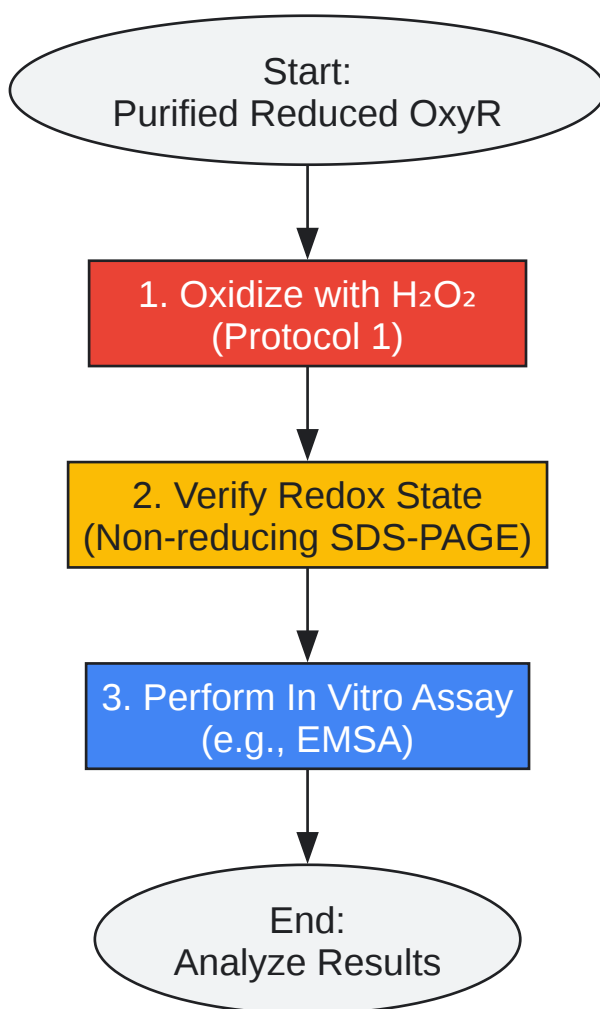 Start:
Purified Reduced OxyR
1. Oxidize with H₂O₂
(Protocol 1)
2. Verify Redox State
(Non-reducing SDS-PAGE)
3. Perform In Vitro Assay
(e.g., EMSA)
End:
Analyze Results